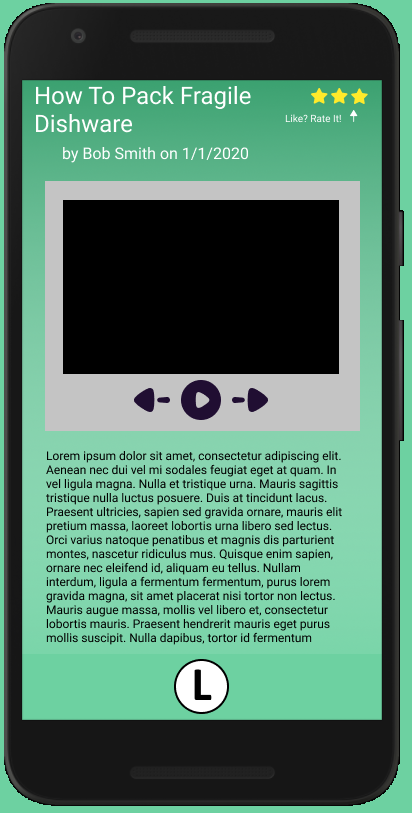 How To Pack Fragile
Dishware
Like? Rate It!
by Bob Smith on 1/1/2020
Lorem ipsum dolor sit amet, consectetur adipiscing elit.
Aenean nec dui vel mi sodales feugiat eget at quam. In
vel ligula magna. Nulla et tristique urna. Mauris sagittis
tristique nulla luctus posuere. Duis at tincidunt lacus.
Praesent ultricies, sapien sed gravida ornare, mauris elit
pretium massa, laoreet lobortis urna libero sed lectus.
Orci varius natoque penatibus et magnis dis parturient
montes, nascetur ridiculus mus. Quisque enim sapien,
ornare nec eleifend id, aliquam eu tellus. Nullam
interdum, ligula a fermentum fermentum, purus lorem
gravida magna, sit amet placerat nisi tortor non lectus.
Mauris augue massa, mollis vel libero et, consectetur
lobortis mauris. Praesent hendrerit mauris eget purus
mollis suscipit. Nulla dapibus, tortor id fermentum
L